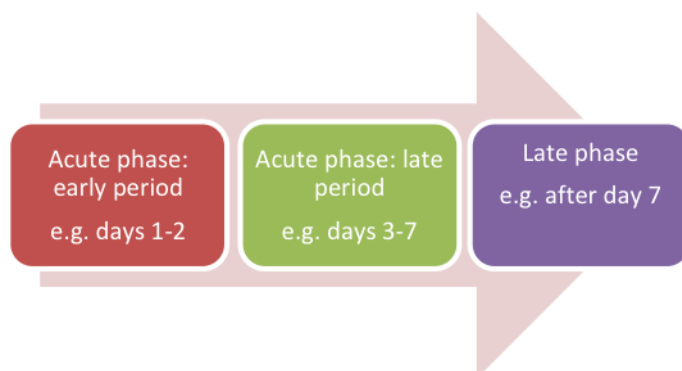 Acute phase:
early period
e.g. days 1-2
Acute phase: late
period
e.g. days 3-7
Late phase
e.g. after day 7